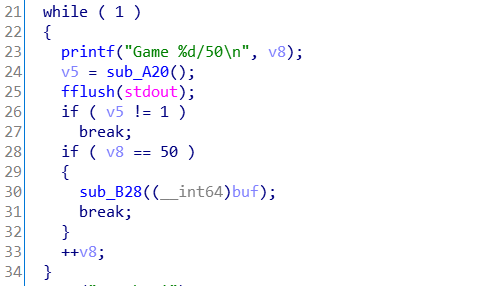 21 while ( 1 )
22 {
23 printf("Game %d/50\n", v8);
24 v5 = sub_A20();
25 fflush(stdout);
26 if ( v5 != 1 )
27 break;
28 if ( v8 == 50 )
29 {
30 sub_B28((__int64)buf);
31 break;
32 }
33 ++v8;
34 }